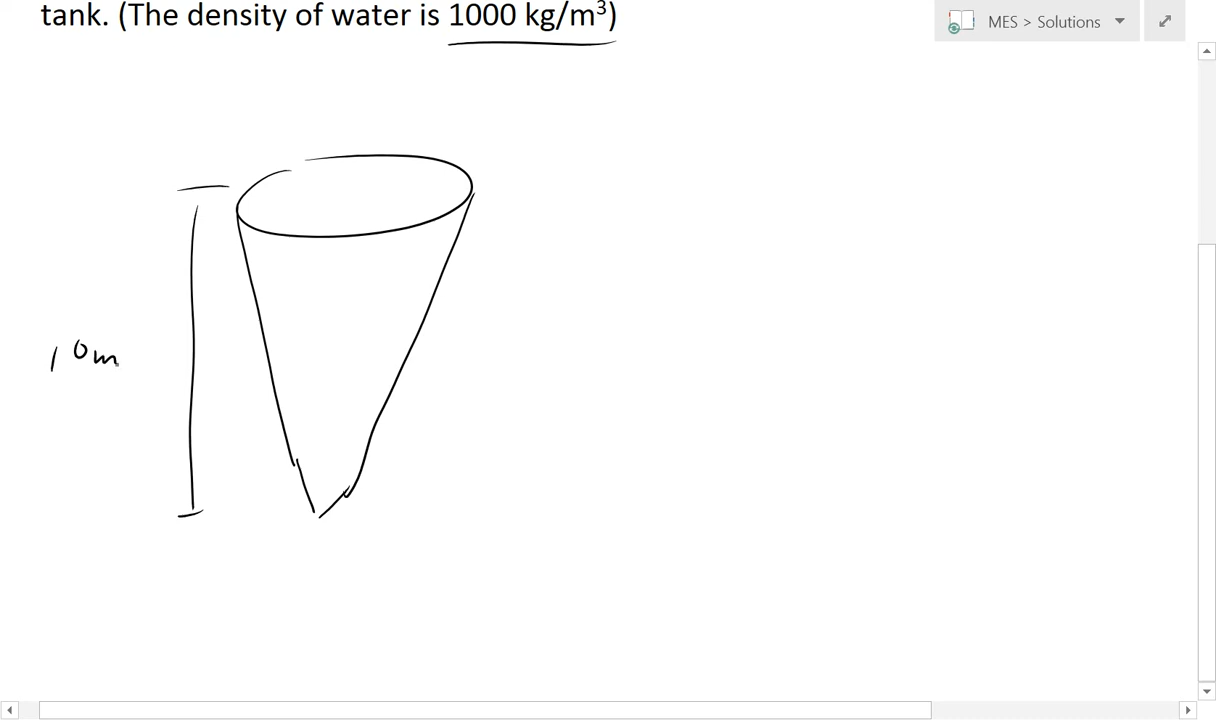 tank. (The density of water is 1000 kg/m³)
MES > Solutions
10m